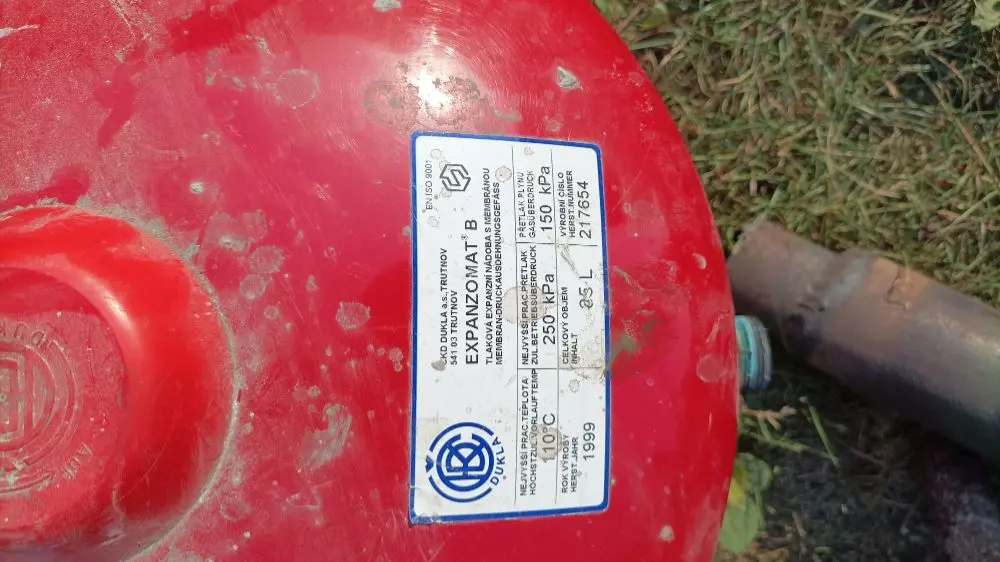 EN ISO 9001
ČKD DUKLA a.s.,TRUTNOV
541 03 TRUTNOV
EXPANZOMAT® B
TLAKOVÁ EXPANZNÍ NÁDOBA S MEMBRÁNOU
MEMBRAN-DRUCKAUSDEHNUNGSGEFÄSS
ČKD
DUKLA
NEJVYŠŠÍ PRAC.TEPLOTA
HÖCHSTZUL.VORLAUFTEMP
110°C
NEJVYŠŠÍ PRAC.PŘETLAK
ZUL.BETRIEBSÜBERDRUCK
250 kPa
PŘETLAK PLYNU
GASÜBERDRUCK
150 kPa
ROK VÝROBY
HERST.JAHR
1999
CELKOVÝ OBJEM
INHALT
L
VÝROBNÍ ČÍSLO
HERST.NUMMER
217654